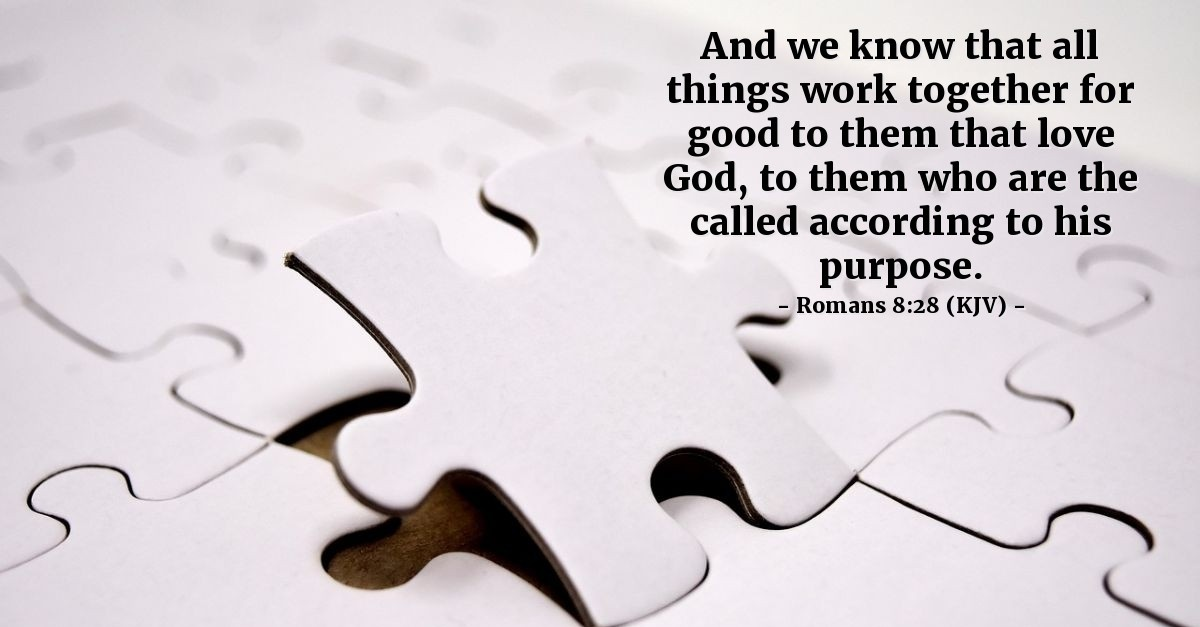 And we know that all
things work together for
good to them that love
God, to them who are the
called according to his
purpose.
- Romans 8:28 (KJV) -